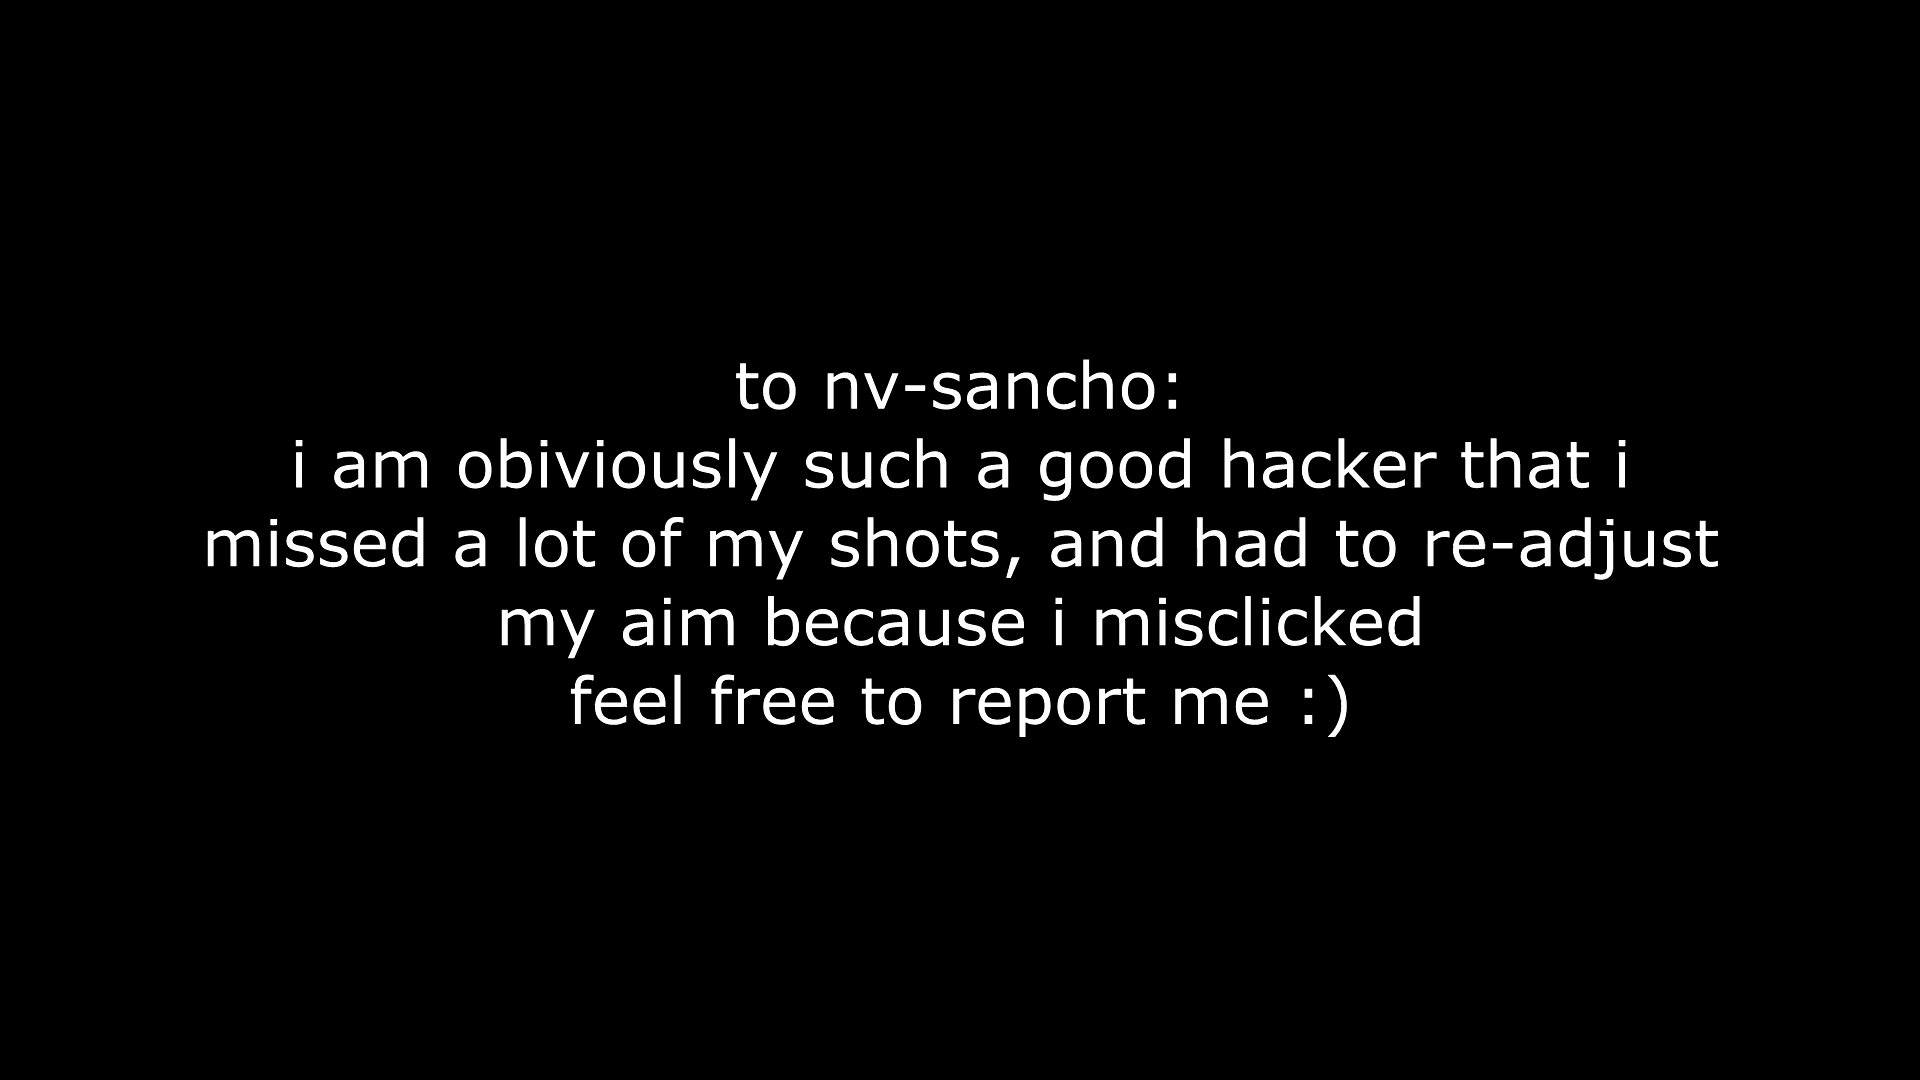 to nv-sancho:
i am obiviously such a good hacker that i
missed a lot of my shots, and had to re-adjust
my aim because i misclicked
feel free to report me :)